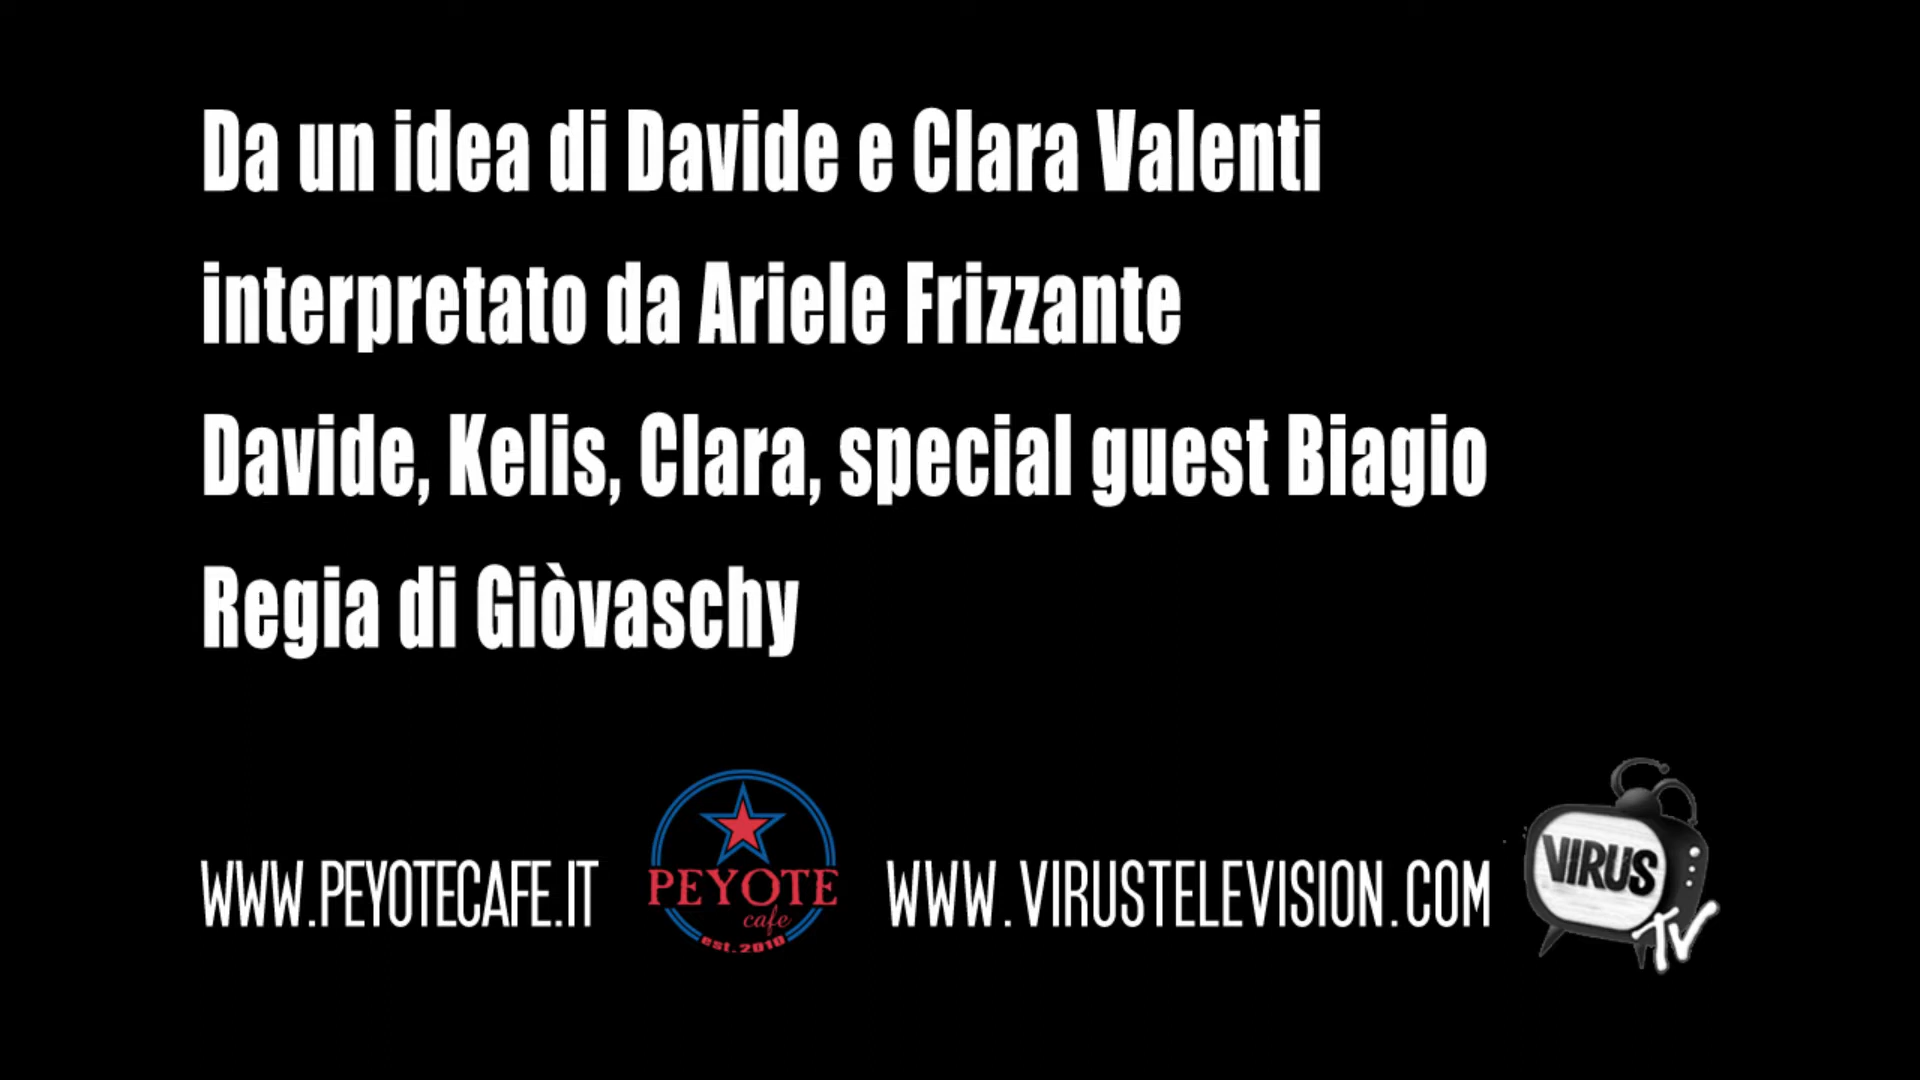 Da un idea di Davide e Clara Valenti
interpretato da Ariele Frizzante
Davide, Kelis, Clara, special guest Biagio
Regia di Giòvaschy
WWW.PEYOTECAFE.IT
PEYOTE
cafe
est. 2010
WWW.VIRUSTELEVISION.COM
VIRUS
TV